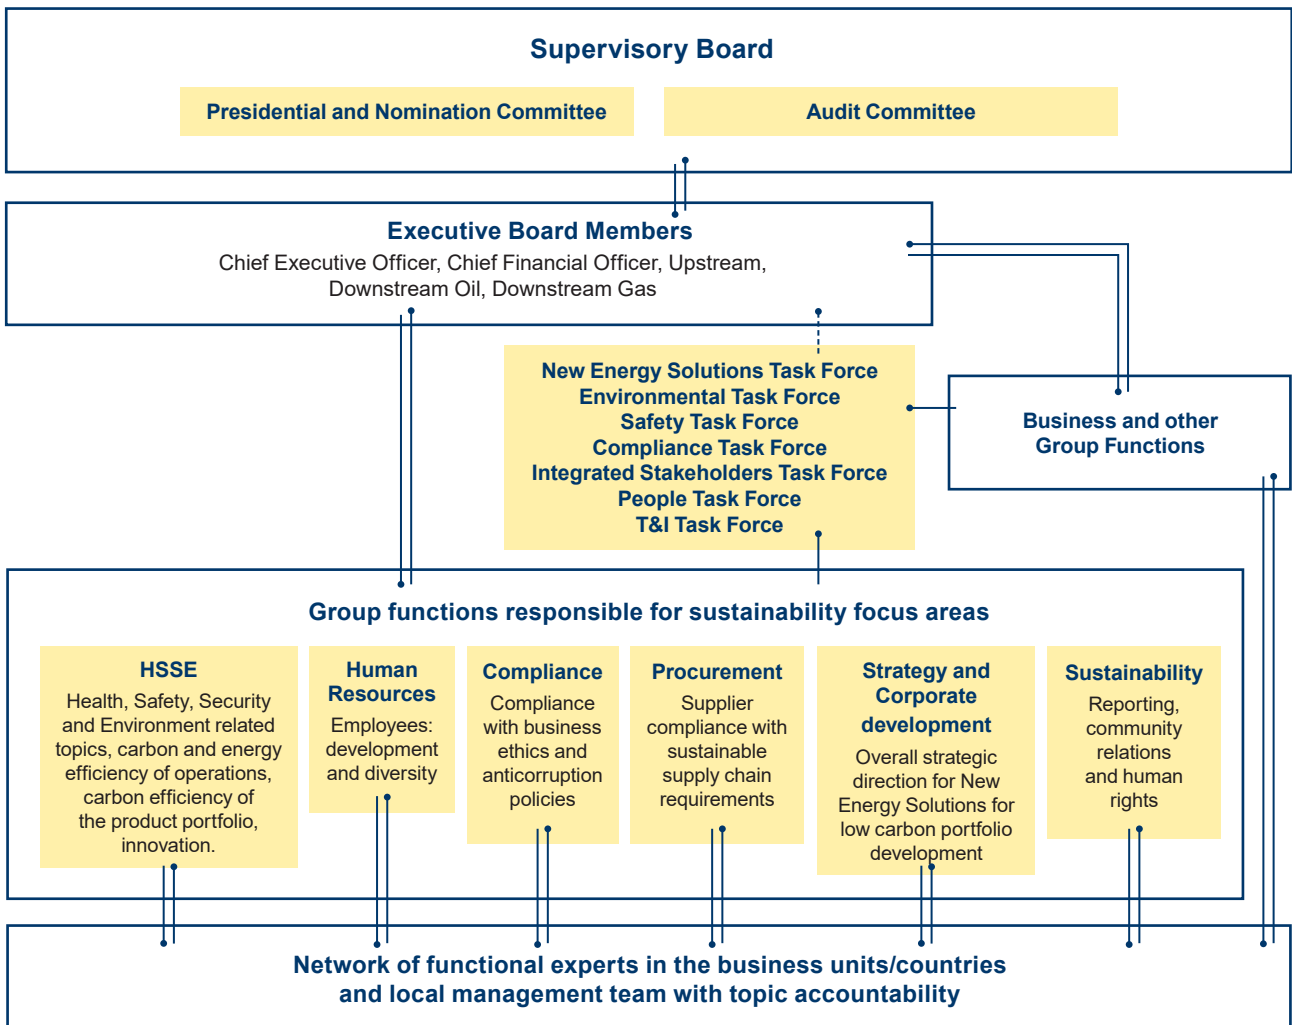 Supervisory Board
Presidential and Nomination Committee
Audit Committee
Executive Board Members
Chief Executive Officer, Chief Financial Officer, Upstream,
Downstream Oil, Downstream Gas
New Energy Solutions Task Force
Environmental Task Force
Safety Task Force
Compliance Task Force
Integrated Stakeholders Task Force
People Task Force
T&I Task Force
Business and other
Group Functions
Group functions responsible for sustainability focus areas
HSSE
Health, Safety, Security
and Environment related
topics, carbon and energy
efficiency of operations,
carbon efficiency of
the product portfolio,
innovation.
Human
Resources
Employees:
development
and diversity
Compliance
Compliance
with business
ethics and
anticorruption
policies
Procurement
Supplier
compliance with
sustainable
supply chain
requirements
Strategy and
Corporate
development
Overall strategic
direction for New
Energy Solutions for
low carbon portfolio
development
Sustainability
Reporting,
community
relations
and human
rights
Network of functional experts in the business units/countries
and local management team with topic accountability